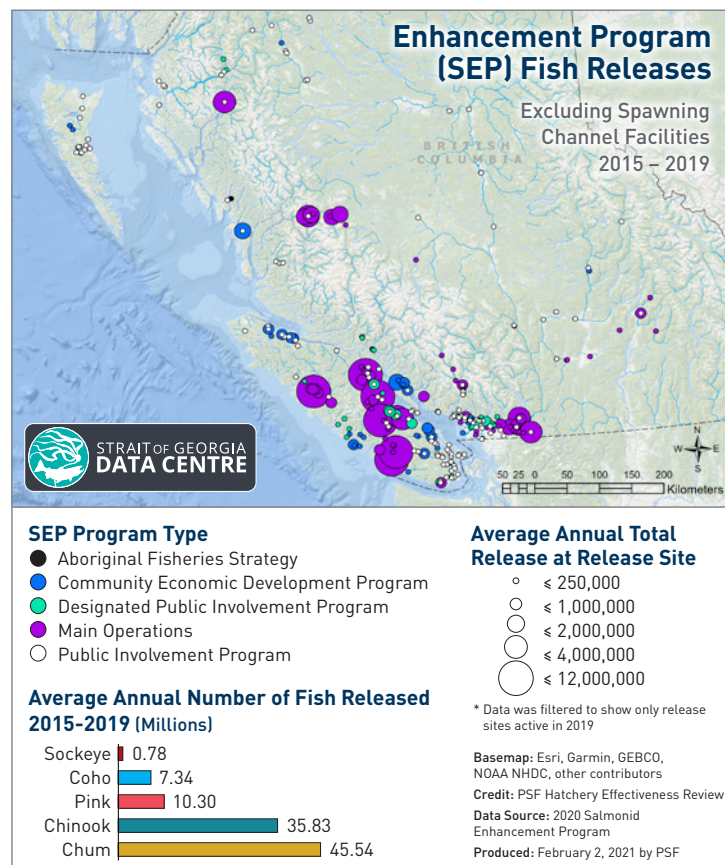 Enhancement Program
(SEP) Fish Releases
Excluding Spawning
Channel Facilities
2015 – 2019
BRITISH
COLUMBIA
STRAIT OF GEORGIA
DATA CENTRE
N
W E
S
50 25 0 50 100 150 200
Kilometers
SEP Program Type
Aboriginal Fisheries Strategy
Community Economic Development Program
Designated Public Involvement Program
Main Operations
Public Involvement Program
Average Annual Total
Release at Release Site
⩽ 250,000
⩽ 1,000,000
⩽ 2,000,000
⩽ 4,000,000
⩽ 12,000,000
* Data was filtered to show only release
sites active in 2019
Average Annual Number of Fish Released
2015-2019 (Millions)
Sockeye 0.78
Coho 7.34
Pink 10.30
Chinook 35.83
Chum 45.54
Basemap: Esri, Garmin, GEBCO,
NOAA NHDC, other contributors
Credit: PSF Hatchery Effectiveness Review
Data Source: 2020 Salmonid
Enhancement Program
Produced: February 2, 2021 by PSF